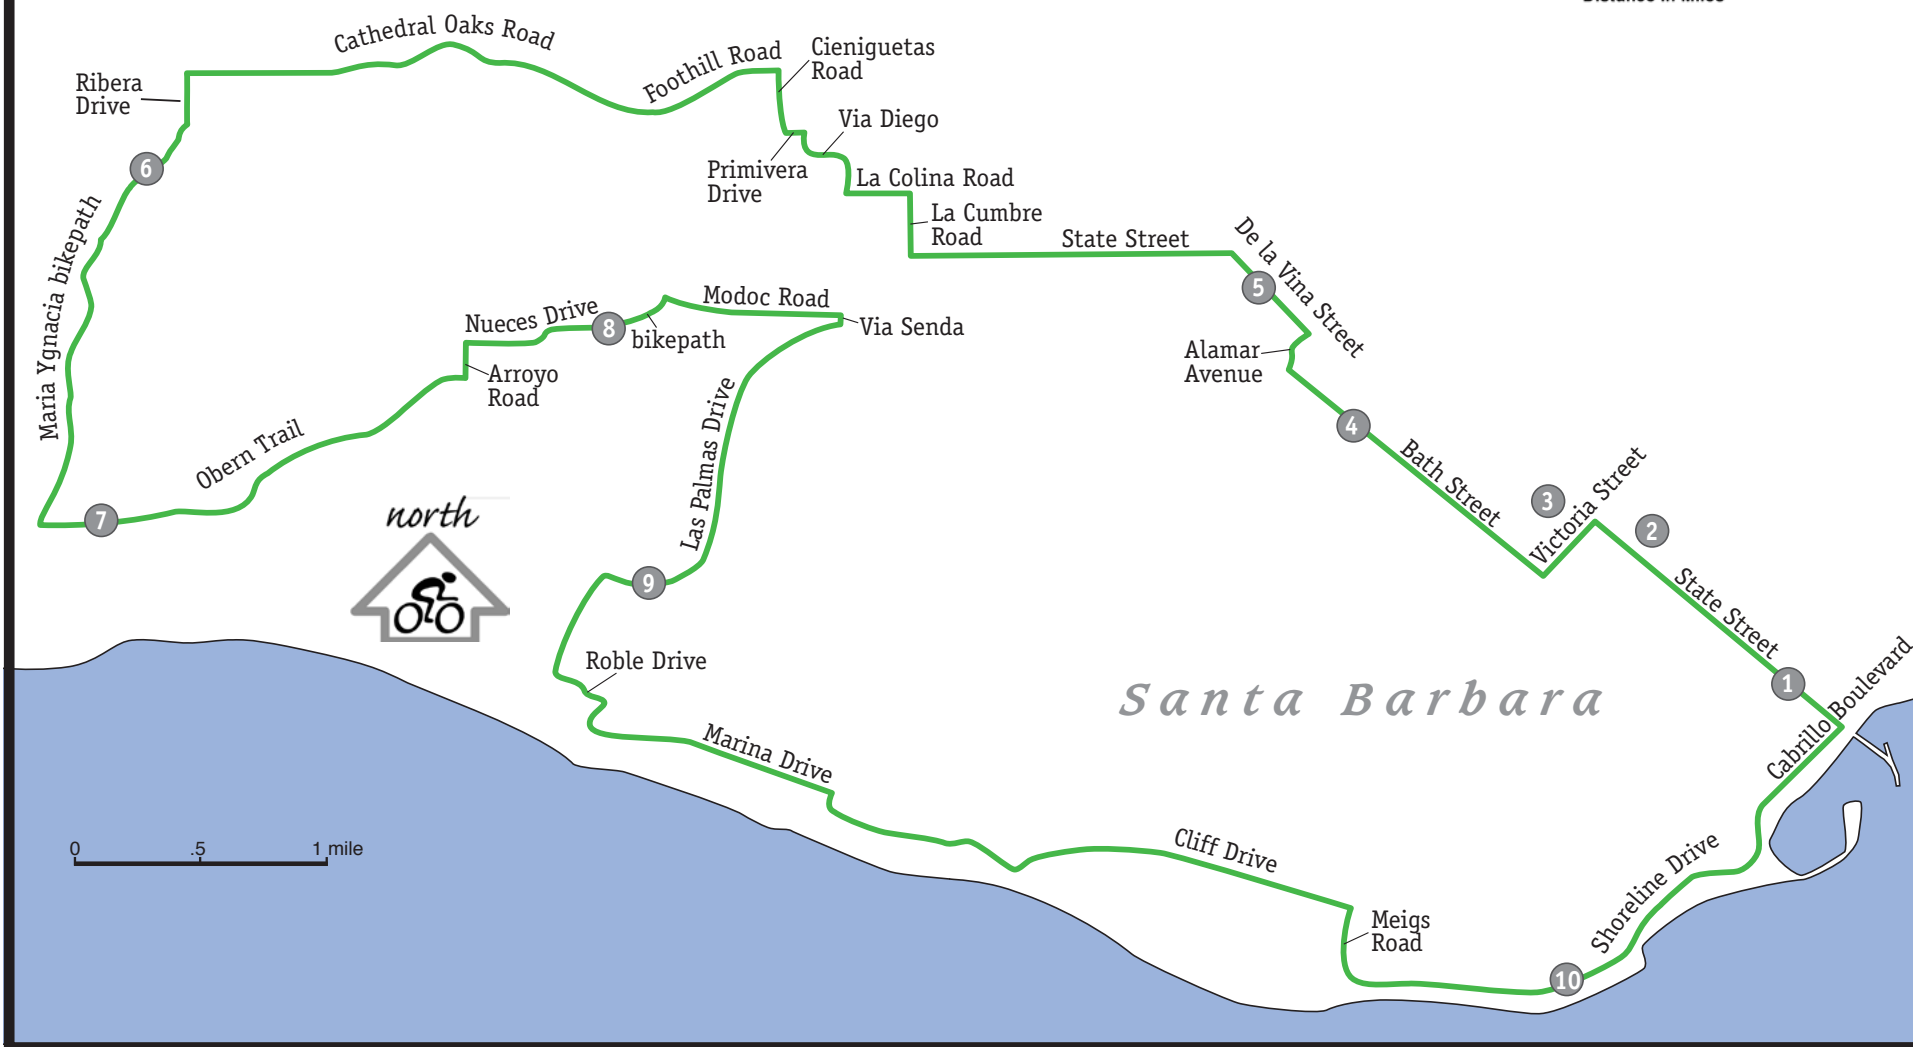 Cathedral Oaks Road
Foothill Road
Cieniguetas
Road
Ribera
Drive
Via Diego
6
Primivera
Drive
La Colina Road
La Cumbre
Road
State Street
De la Vina Street
5
Maria Ygnacia bikepath
Modoc Road
Nueces Drive
8
bikepath
Via Senda
Alamar
Avenue
Arroyo
Road
4
Las Palmas Drive
Obern Trail
Bath Street
3
Victoria Street
2
7
north
9
State Street
Roble Drive
Santa Barbara
1
Cabrillo Boulevard
Marina Drive
0 .5 1 mile
Cliff Drive
Shoreline Drive
Meigs
Road
10